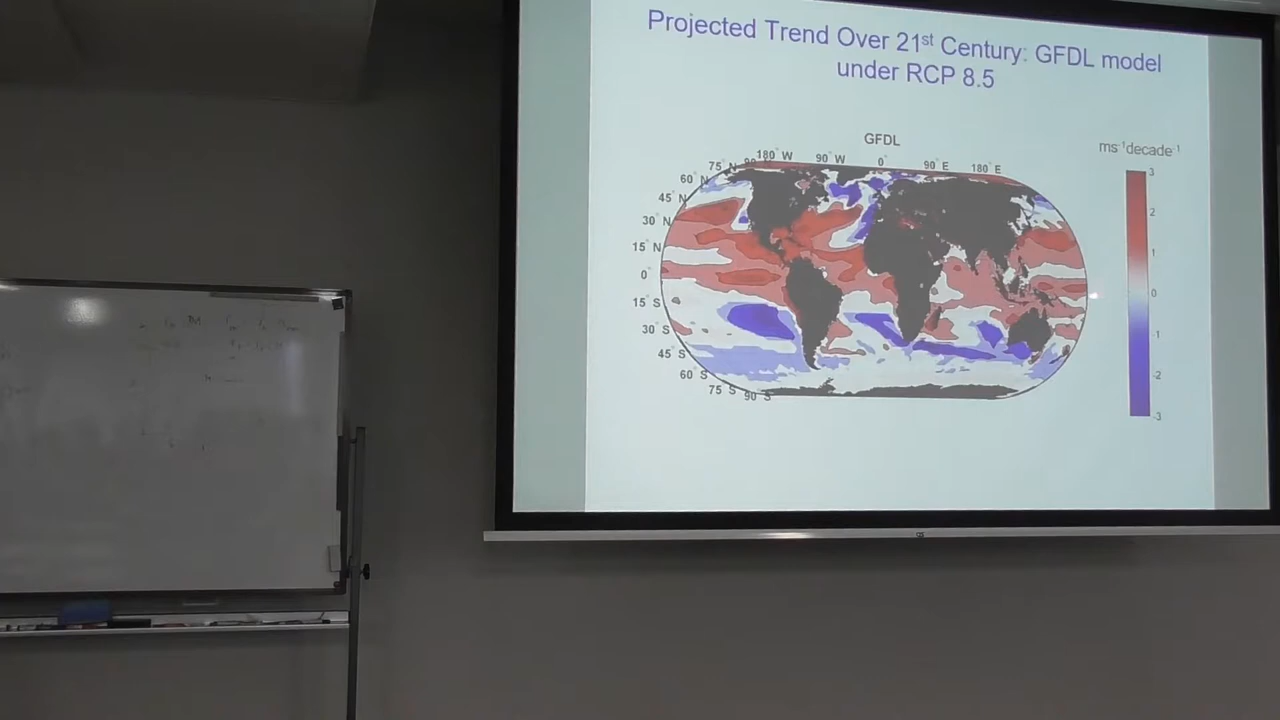 Projected Trend Over 21st Century: GFDL model
under RCP 8.5
GFDL
ms-1decade-1
180° W 90° W 0° 90° E 180° E
75° N 90° N
60° N
45° N
30° N
15° N
0°
15° S
30° S
45° S
60° S
75° S 90° S
3
2
1
0
-1
-2
-3